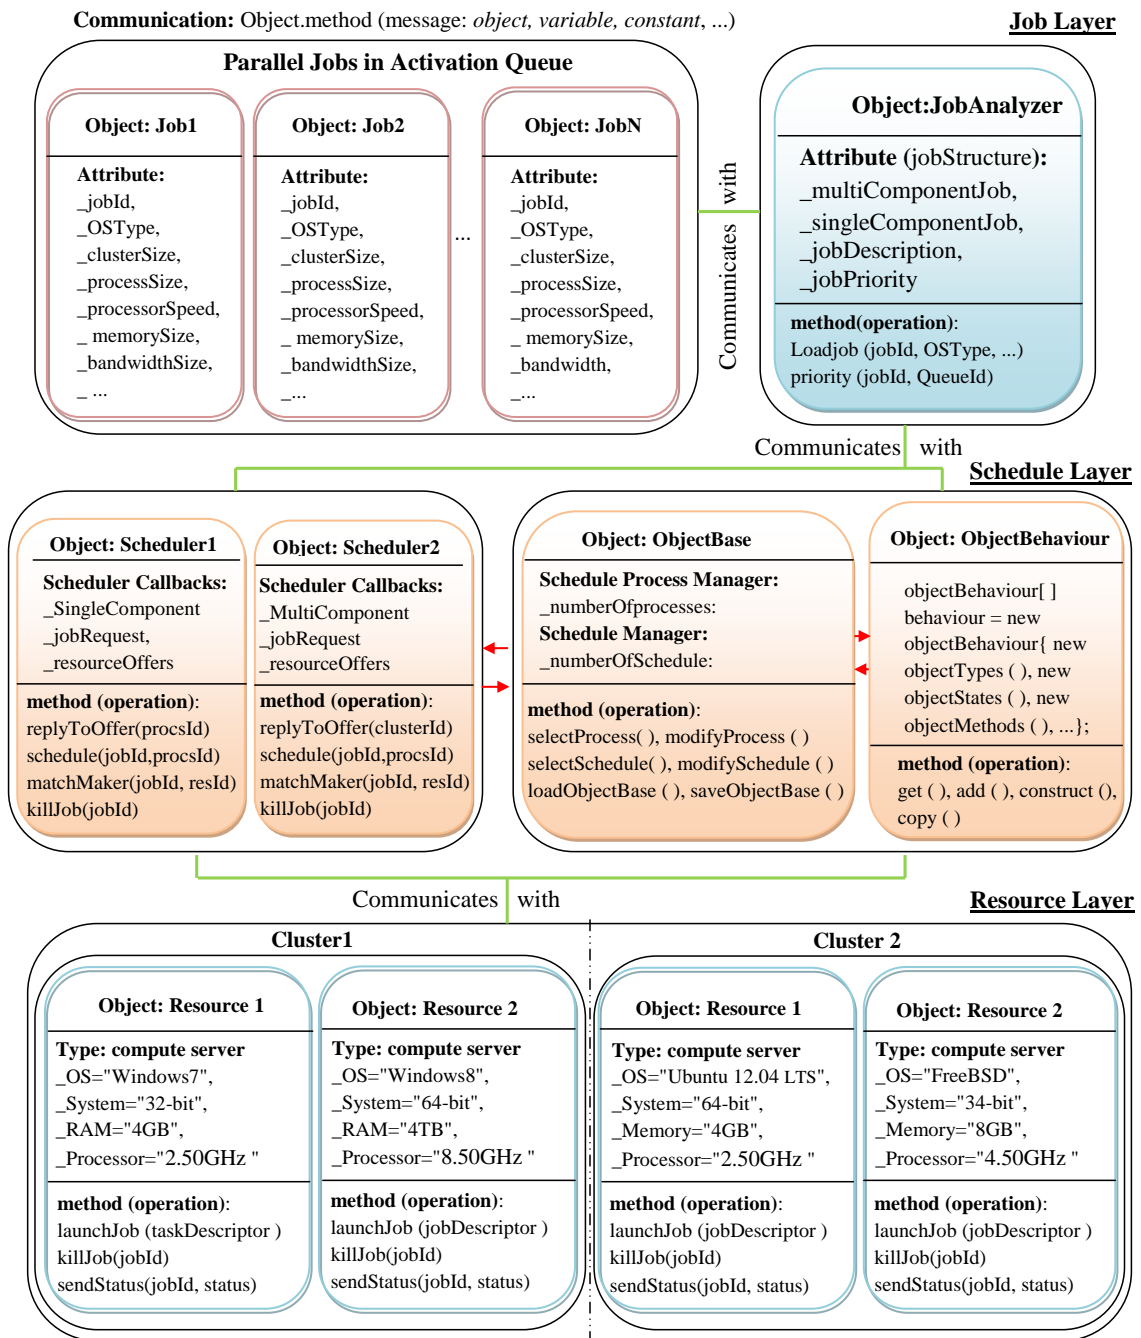 Communication: Object.method (message: object, variable, constant, ...)
Job Layer
Parallel Jobs in Activation Queue
Object: Job1
Attribute:
_jobId,
_OSType,
_clusterSize,
_processSize,
_processorSpeed,
_ memorySize,
_bandwidthSize,
_ ...
Object: Job2
Attribute:
_jobId,
_OSType,
_clusterSize,
_processSize,
_processorSpeed,
_ memorySize,
_bandwidthSize,
_...
...
Object: JobN
Attribute:
_jobId,
_OSType,
_clusterSize,
_processSize,
_processorSpeed,
_ memorySize,
_bandwidth,
_...
Communicates with
Object:JobAnalyzer
Attribute (jobStructure):
_multiComponentJob,
_singleComponentJob,
_jobDescription,
_jobPriority
method(operation):
Loadjob (jobId, OSType, ...)
priority (jobId, QueueId)
Communicates with
Schedule Layer
Object: Scheduler1
Scheduler Callbacks:
_SingleComponent
_jobRequest,
_resourceOffers
method (operation):
replyToOffer(procsId)
schedule(jobId,procsId)
matchMaker(jobId, resId)
killJob(jobId)
Object: Scheduler2
Scheduler Callbacks:
_MultiComponent
_jobRequest
_resourceOffers
method (operation):
replyToOffer(clusterId)
schedule(jobId,procsId)
matchMaker(jobId, resId)
killJob(jobId)
Object: ObjectBase
Schedule Process Manager:
_numberOfprocesses:
Schedule Manager:
_numberOfSchedule:
method (operation):
selectProcess( ), modifyProcess ( )
selectSchedule( ), modifySchedule ( )
loadObjectBase ( ), saveObjectBase ( )
Object: ObjectBehaviour
objectBehaviour[ ]
behaviour = new
objectBehaviour{ new
objectTypes ( ), new
objectStates ( ), new
objectMethods ( ), ...};
method (operation):
get ( ), add ( ), construct (),
copy ( )
Communicates with
Resource Layer
Cluster1
Object: Resource 1
Type: compute server
_OS="Windows7",
_System="32-bit",
_RAM="4GB",
_Processor="2.50GHz "
method (operation):
launchJob (taskDescriptor )
killJob(jobId)
sendStatus(jobId, status)
Object: Resource 2
Type: compute server
_OS="Windows8",
_System="64-bit",
_RAM="4TB",
_Processor="8.50GHz "
method (operation):
launchJob (jobDescriptor )
killJob(jobId)
sendStatus(jobId, status)
Cluster 2
Object: Resource 1
Type: compute server
_OS="Ubuntu 12.04 LTS",
_System="64-bit",
_Memory="4GB",
_Processor="2.50GHz "
method (operation):
launchJob (jobDescriptor )
killJob(jobId)
sendStatus(jobId, status)
Object: Resource 2
Type: compute server
_OS="FreeBSD",
_System="34-bit",
_Memory="8GB",
_Processor="4.50GHz "
method (operation):
launchJob (jobDescriptor )
killJob(jobId)
sendStatus(jobId, status)